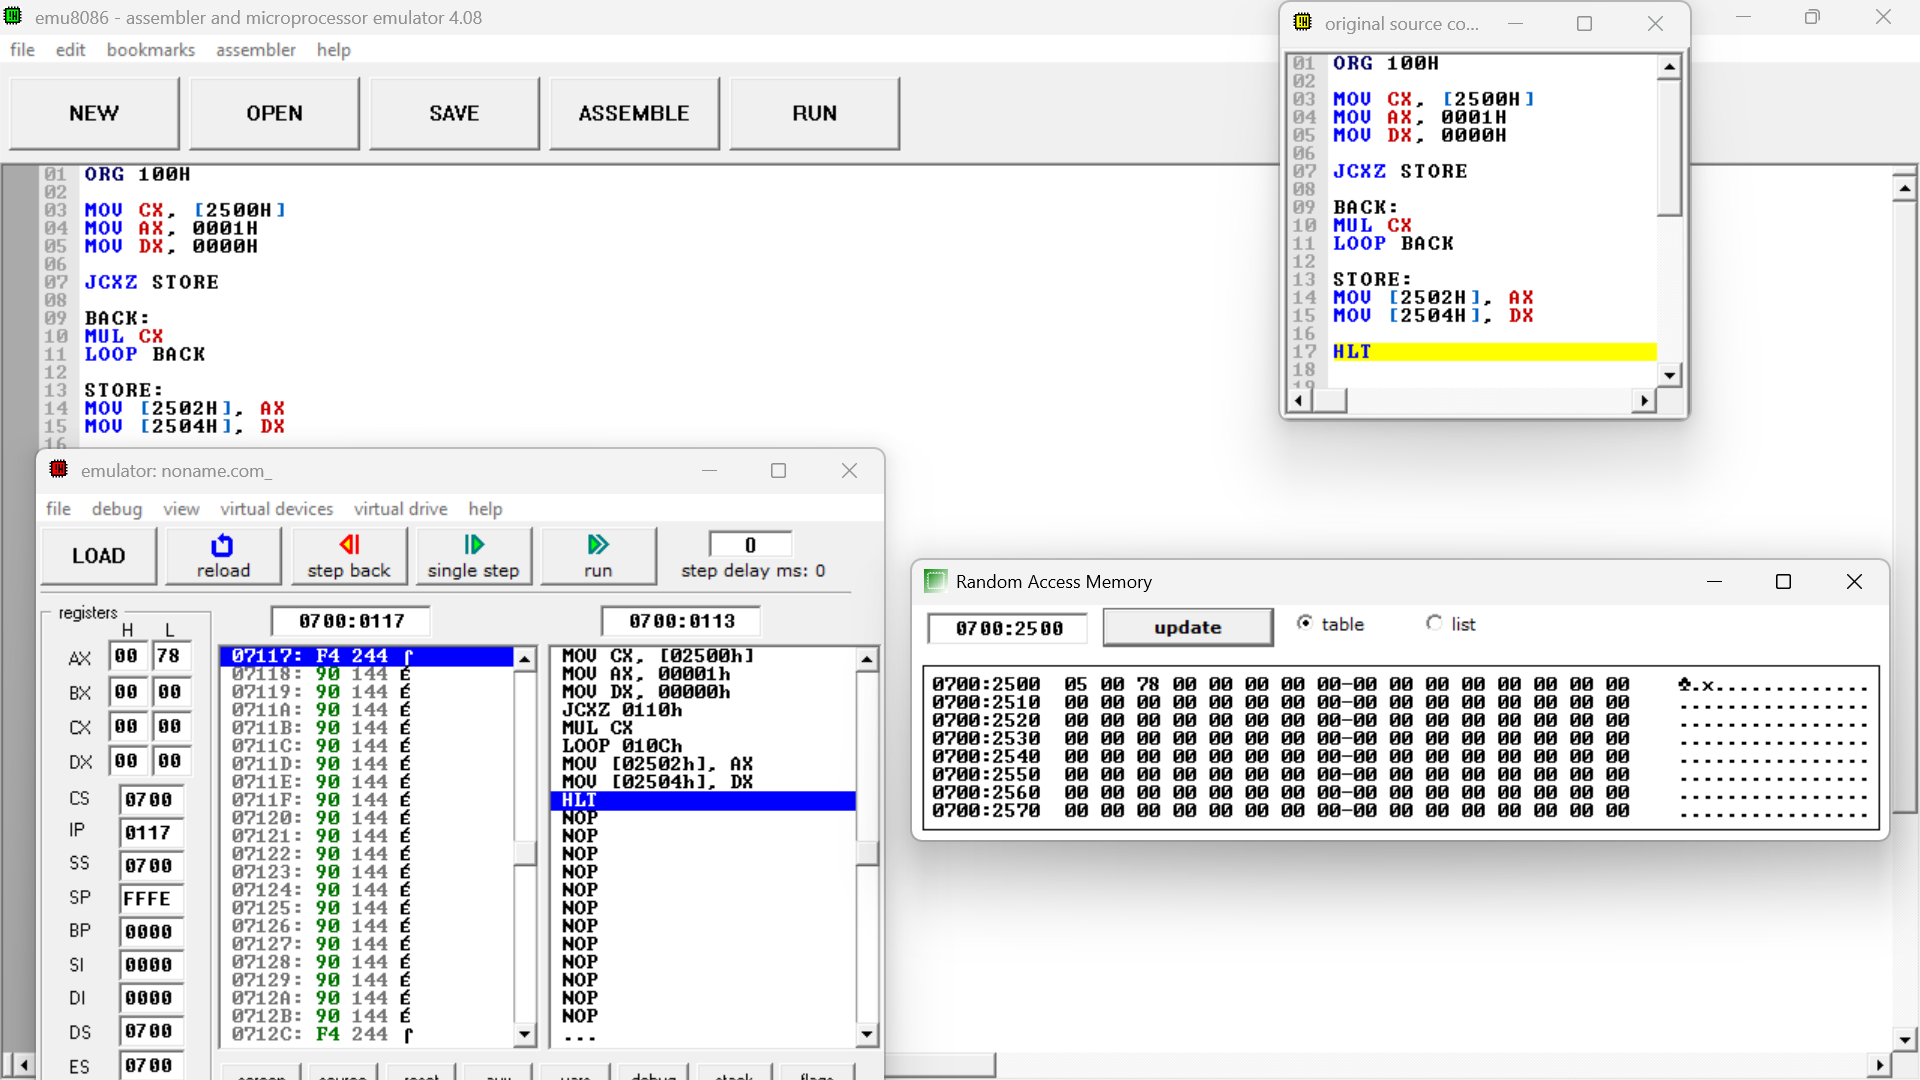 emu8086 - assembler and microprocessor emulator 4.08
file edit bookmarks assembler help
NEW OPEN SAVE ASSEMBLE RUN
01 ORG 100H
02
03 MOV CX, [2500H]
04 MOV AX, 0001H
05 MOV DX, 0000H
06
07 JCXZ STORE
08
09 BACK:
10 MUL CX
11 LOOP BACK
12
13 STORE:
14 MOV [2502H], AX
15 MOV [2504H], DX
16
original source co...
01 ORG 100H
02
03 MOV CX, [2500H]
04 MOV AX, 0001H
05 MOV DX, 0000H
06
07 JCXZ STORE
08
09 BACK:
10 MUL CX
11 LOOP BACK
12
13 STORE:
14 MOV [2502H], AX
15 MOV [2504H], DX
16
17 HLT
18
19
emulator: noname.com_
file debug view virtual devices virtual drive help
LOAD reload step back single step run 0
step delay ms: 0
registers
H L
AX 00 78
BX 00 00
CX 00 00
DX 00 00
CS 0700
IP 0117
SS 0700
SP FFFE
BP 0000
SI 0000
DI 0000
DS 0700
ES 0700
0700:0117
07117: F4 244 ⌠
07118: 90 144 É
07119: 90 144 É
0711A: 90 144 É
0711B: 90 144 É
0711C: 90 144 É
0711D: 90 144 É
0711E: 90 144 É
0711F: 90 144 É
07120: 90 144 É
07121: 90 144 É
07122: 90 144 É
07123: 90 144 É
07124: 90 144 É
07125: 90 144 É
07126: 90 144 É
07127: 90 144 É
07128: 90 144 É
07129: 90 144 É
0712A: 90 144 É
0712B: 90 144 É
0712C: F4 244 ⌠
0700:0113
MOV CX, [02500h]
MOV AX, 00001h
MOV DX, 00000h
JCXZ 0110h
MUL CX
LOOP 010Ch
MOV [02502h], AX
MOV [02504h], DX
HLT
NOP
NOP
NOP
NOP
NOP
NOP
NOP
NOP
NOP
NOP
NOP
NOP
...
screen source reset aux vars debug stack flags
Random Access Memory
0700:2500 update table list
0700:2500 05 00 78 00 00 00 00 00-00 00 00 00 00 00 00 00 ♣.x.............
0700:2510 00 00 00 00 00 00 00 00-00 00 00 00 00 00 00 00 ................
0700:2520 00 00 00 00 00 00 00 00-00 00 00 00 00 00 00 00 ................
0700:2530 00 00 00 00 00 00 00 00-00 00 00 00 00 00 00 00 ................
0700:2540 00 00 00 00 00 00 00 00-00 00 00 00 00 00 00 00 ................
0700:2550 00 00 00 00 00 00 00 00-00 00 00 00 00 00 00 00 ................
0700:2560 00 00 00 00 00 00 00 00-00 00 00 00 00 00 00 00 ................
0700:2570 00 00 00 00 00 00 00 00-00 00 00 00 00 00 00 00 ................